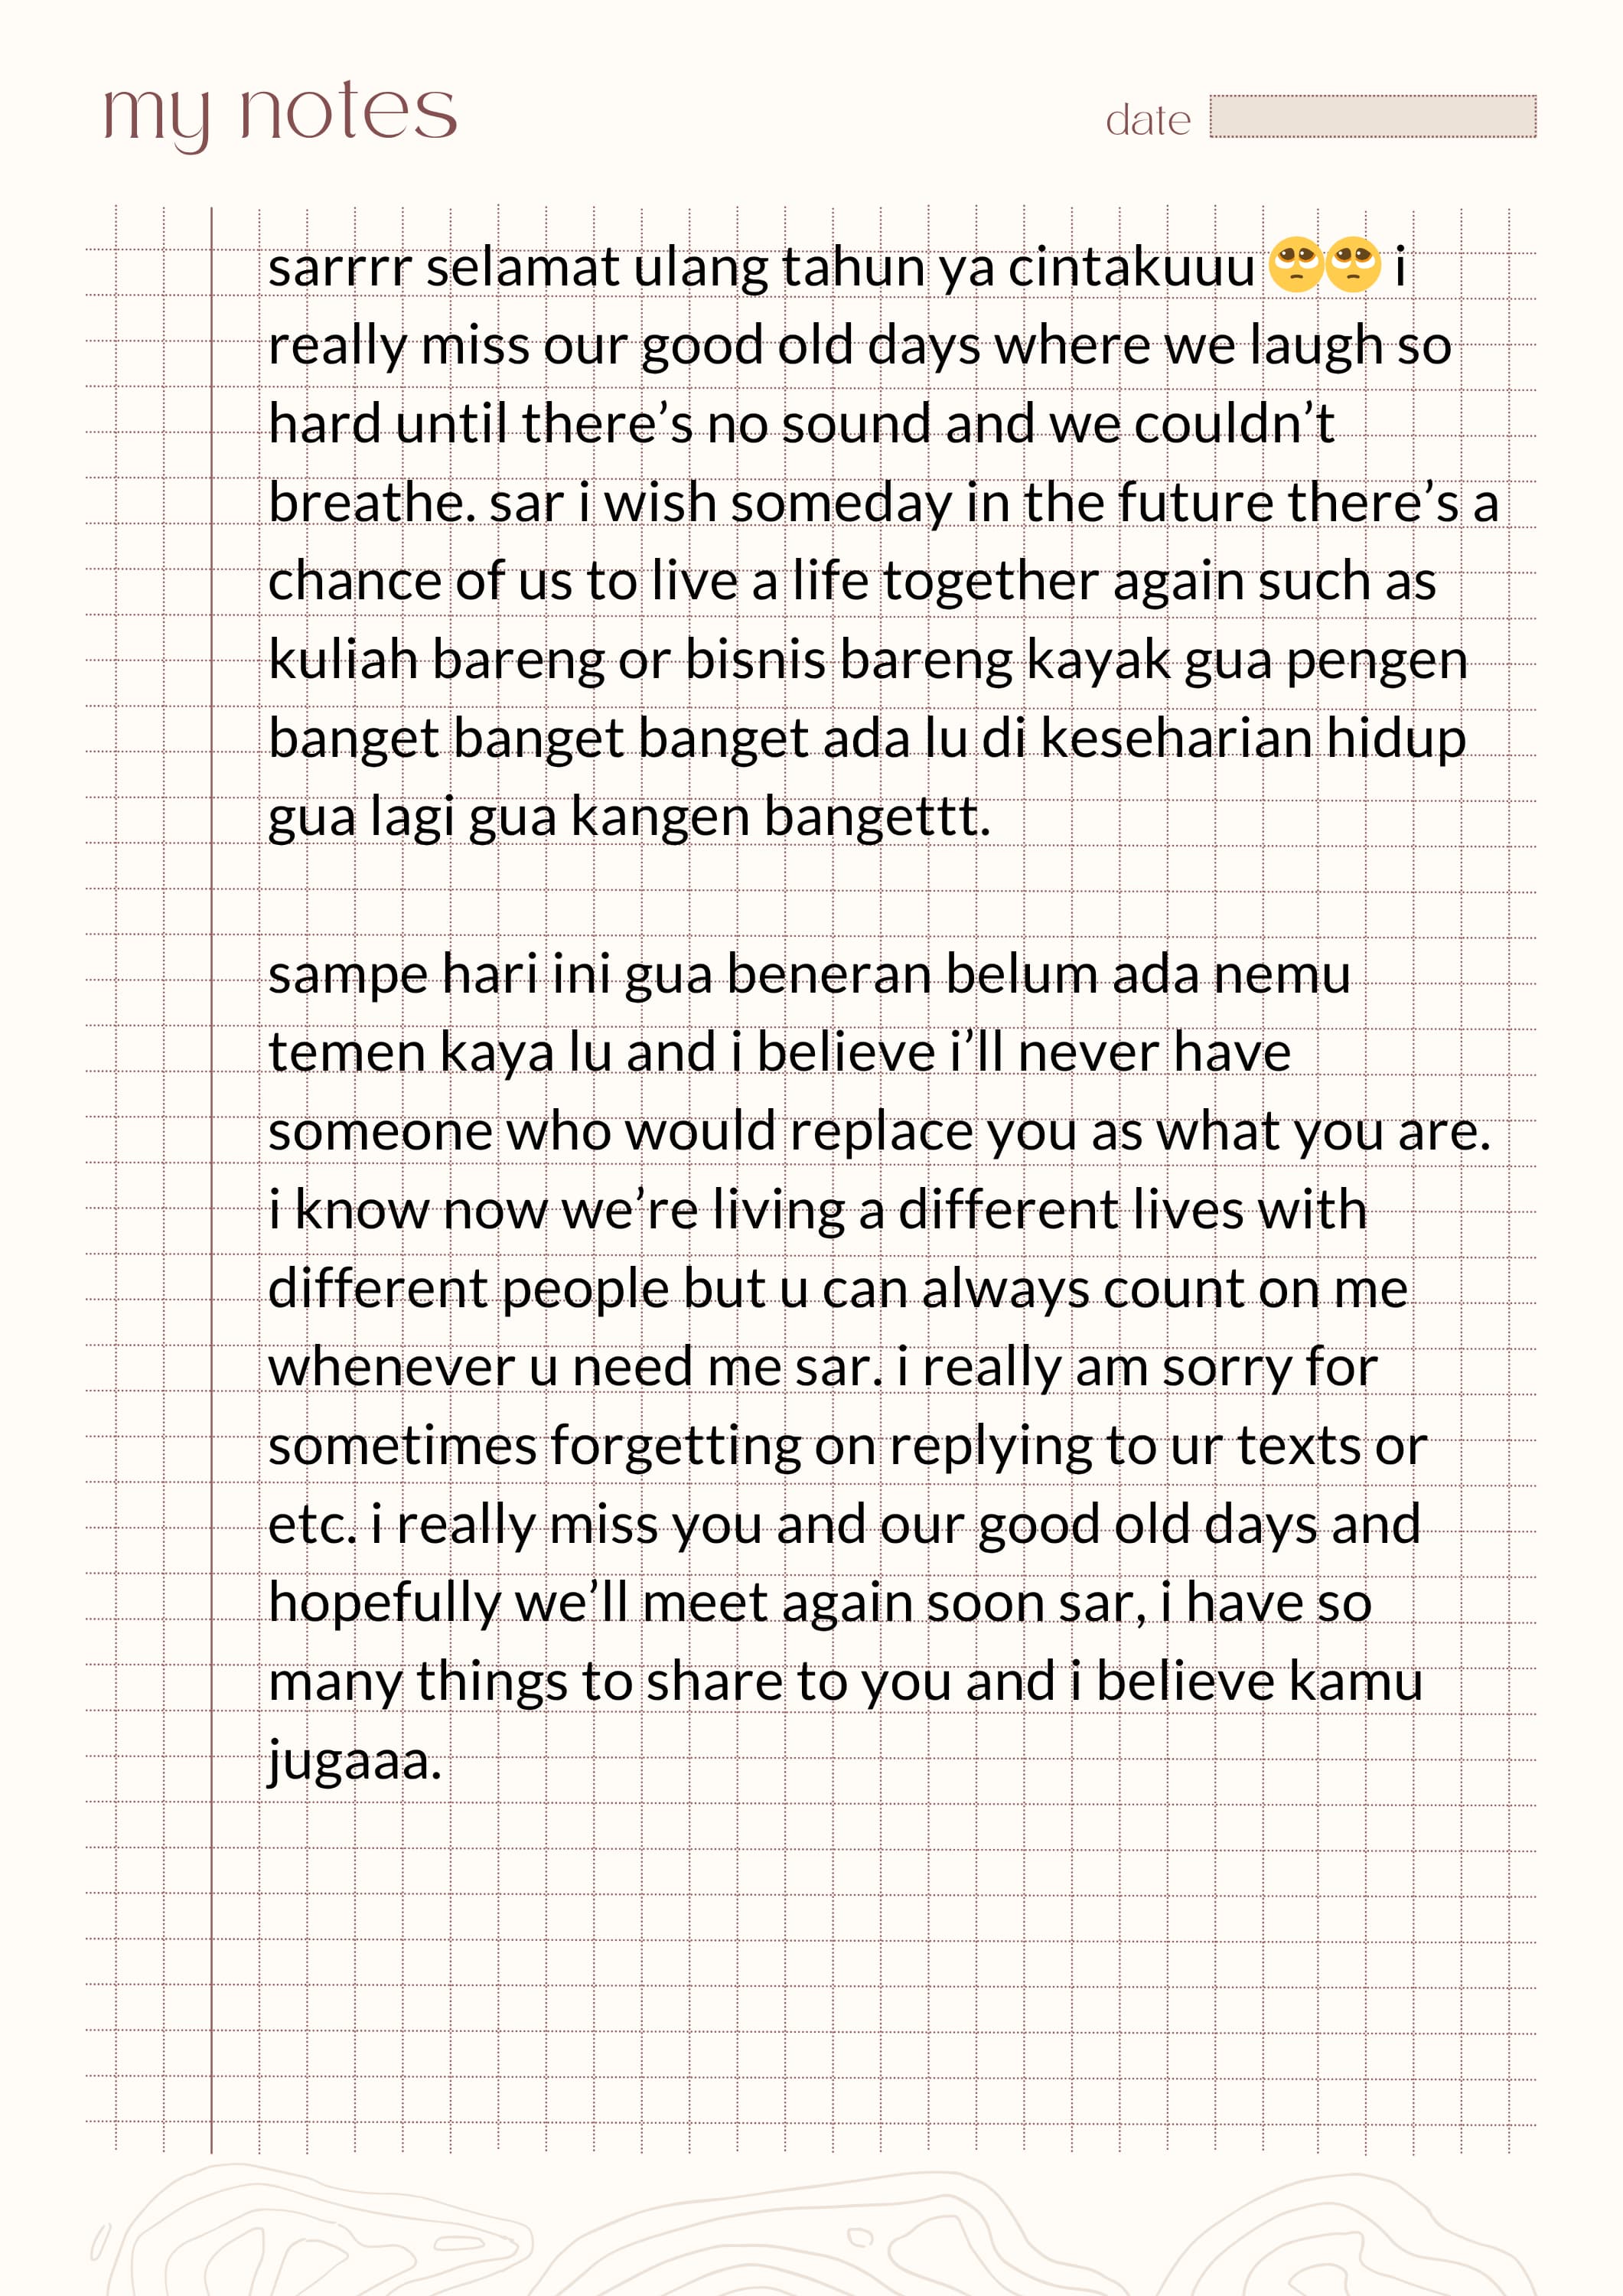 my notes
date
sarrrr selamat ulang tahun ya cintakuuu 🥺🥺 i
really miss our good old days where we laugh so
hard until there’s no sound and we couldn’t
breathe. sar i wish someday in the future there’s a
chance of us to live a life together again such as
kuliah bareng or bisnis bareng kayak gua pengen
banget banget banget ada lu di keseharian hidup
gua lagi gua kangen bangettt.
sampe hari ini gua beneran belum ada nemu
temen kaya lu and i believe i’ll never have
someone who would replace you as what you are.
i know now we’re living a different lives with
different people but u can always count on me
whenever u need me sar. i really am sorry for
sometimes forgetting on replying to ur texts or
etc. i really miss you and our good old days and
hopefully we’ll meet again soon sar, i have so
many things to share to you and i believe kamu
jugaaa.